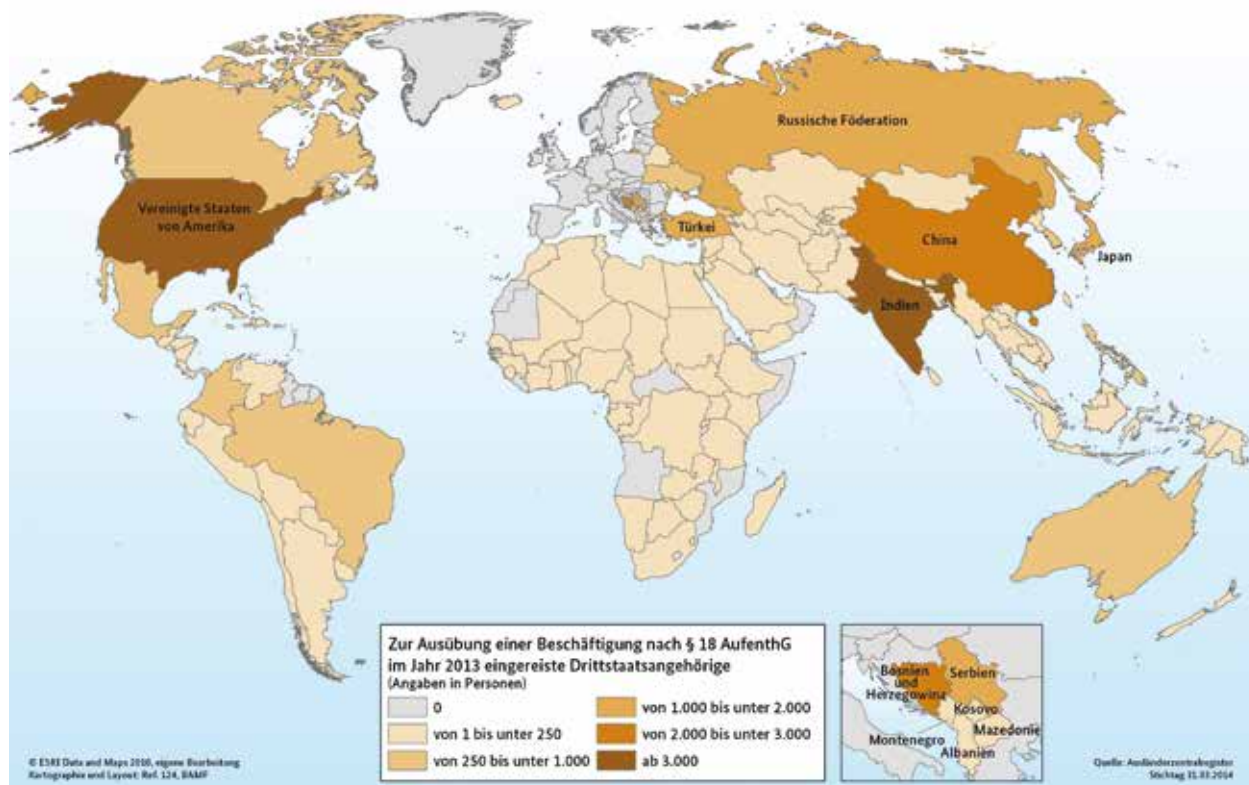 Russische Föderation
Vereinigte Staaten
von Amerika
Türkei
China
Japan
Indien
Zur Ausübung einer Beschäftigung nach § 18 AufenthG
im Jahr 2013 eingereiste Drittstaatsangehörige
(Angaben in Personen)
0
von 1 bis unter 250
von 250 bis unter 1.000
von 1.000 bis unter 2.000
von 2.000 bis unter 3.000
ab 3.000
Bosnien
und
Herzegowina
Serbien
Kosovo
Mazedonien
Montenegro
Albanien
© ESRI Data and Maps 2010, eigene Bearbeitung
Kartographie und Layout: Ref. 124, BAMF
Quelle: Ausländerzentralregister
Stichtag 31.03.2014